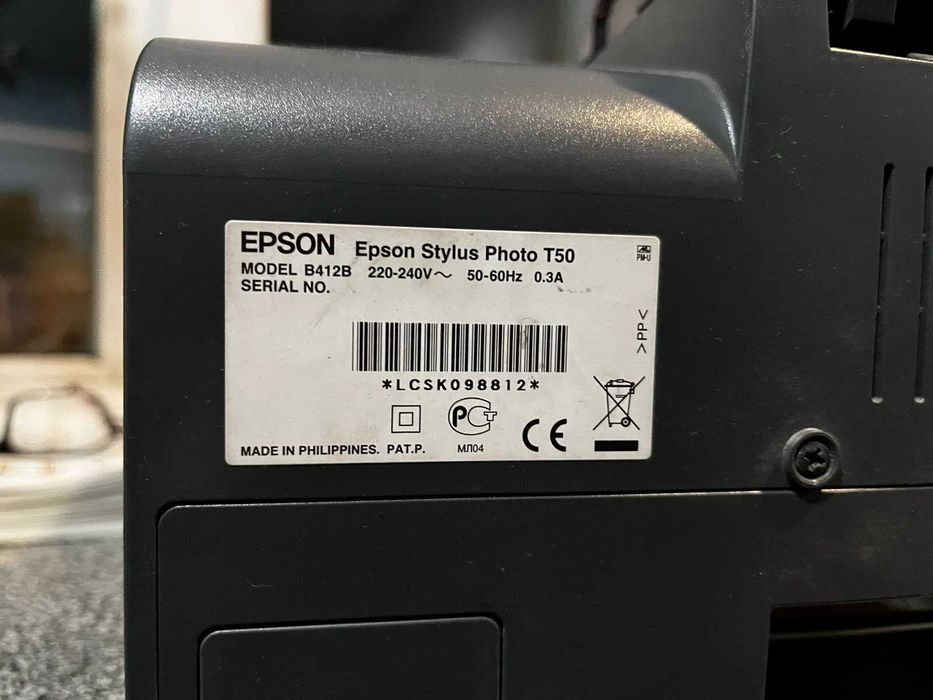 EPSON Epson Stylus Photo T50
MODEL B412B 220-240V~ 50-60Hz 0.3A
SERIAL NO.
PM-U
>PP<
*LCSK098812*
РСТ
МЛ04
CE
MADE IN PHILIPPINES. PAT.P.